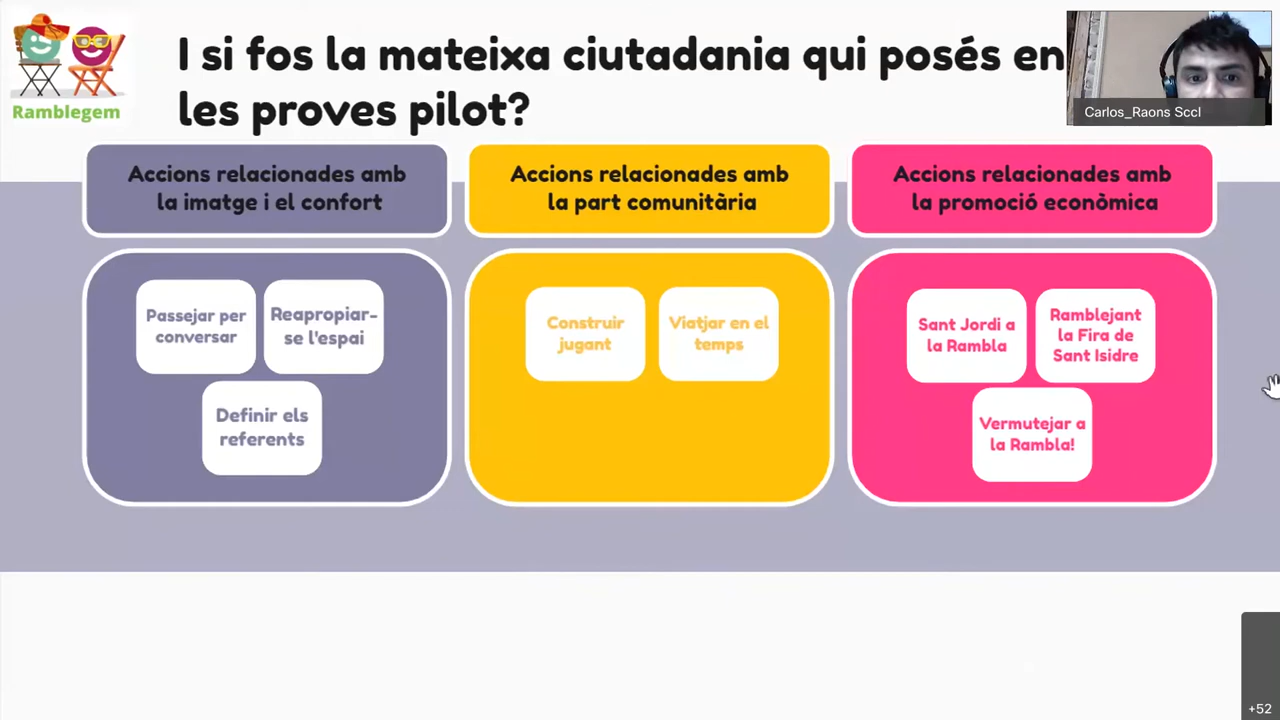 Ramblegem
I si fos la mateixa ciutadania qui posés en
les proves pilot?
Carlos_Raons Sccl
Accions relacionades amb
la imatge i el confort
Accions relacionades amb
la part comunitària
Accions relacionades amb
la promoció econòmica
Passejar per
conversar
Reapropiar-
se l'espai
Definir els
referents
Construir
jugant
Viatjar en el
temps
Sant Jordi a
la Rambla
Ramblejant
la Fira de
Sant Isidre
Vermutejar a
la Rambla!
+52